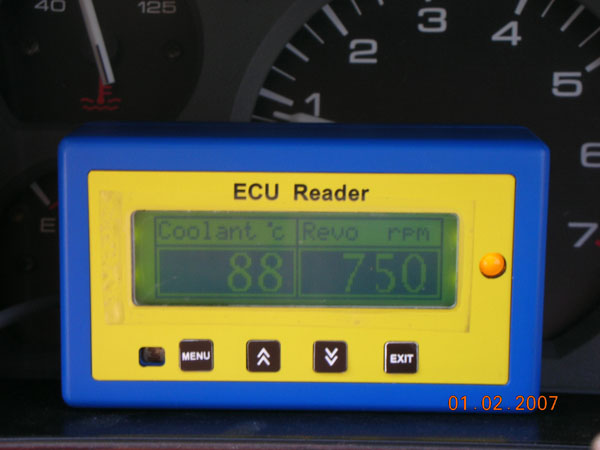 40 125
1 2 3 4 5 6 7
E
ECU Reader
Coolant °C Revo rpm
88 750
MENU EXIT
01.02.2007